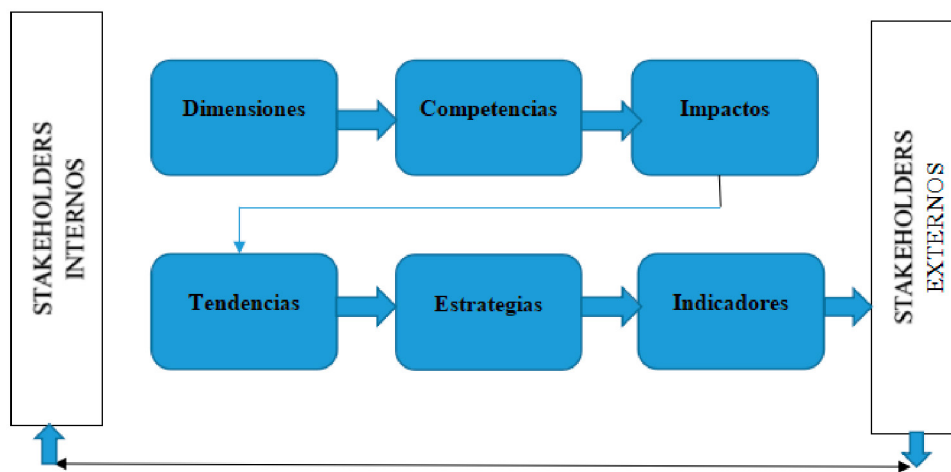 STAKEHOLDERS
INTERNOS
Dimensiones
Competencias
Impactos
Tendencias
Estrategias
Indicadores
STAKEHOLDERS
EXTERNOS